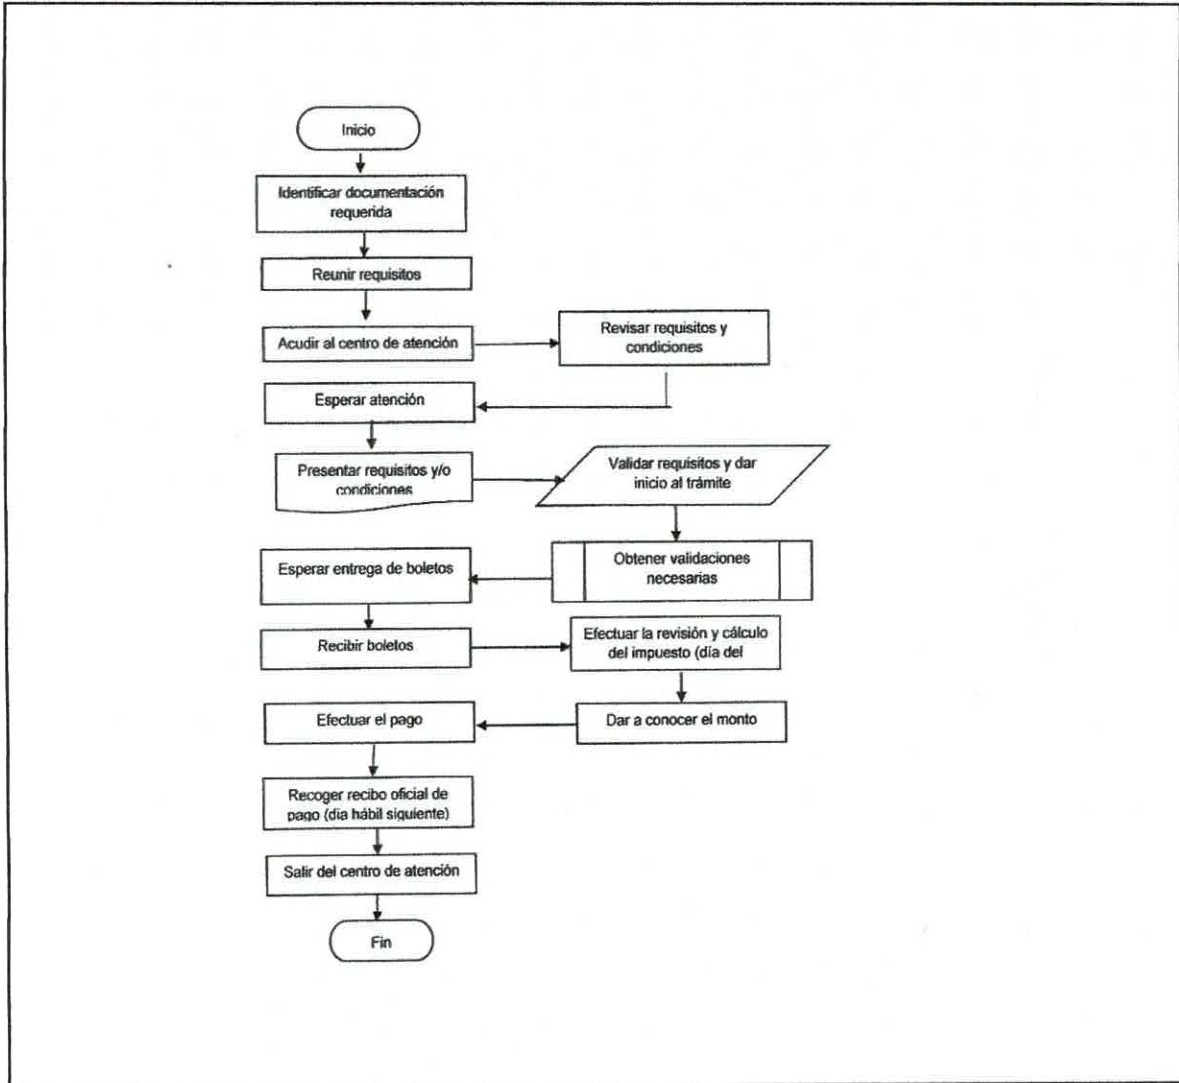 Inicio
Identificar documentación
requerida
Reunir requisitos
Acudir al centro de atención
Revisar requisitos y
condiciones
Esperar atención
Presentar requisitos y/o
condiciones
Validar requisitos y dar
inicio al trámite
Obtener validaciones
necesarias
Esperar entrega de boletos
Recibir boletos
Efectuar la revisión y cálculo
del impuesto (día del
Dar a conocer el monto
Efectuar el pago
Recoger recibo oficial de
pago (día hábil siguiente)
Salir del centro de atención
Fin